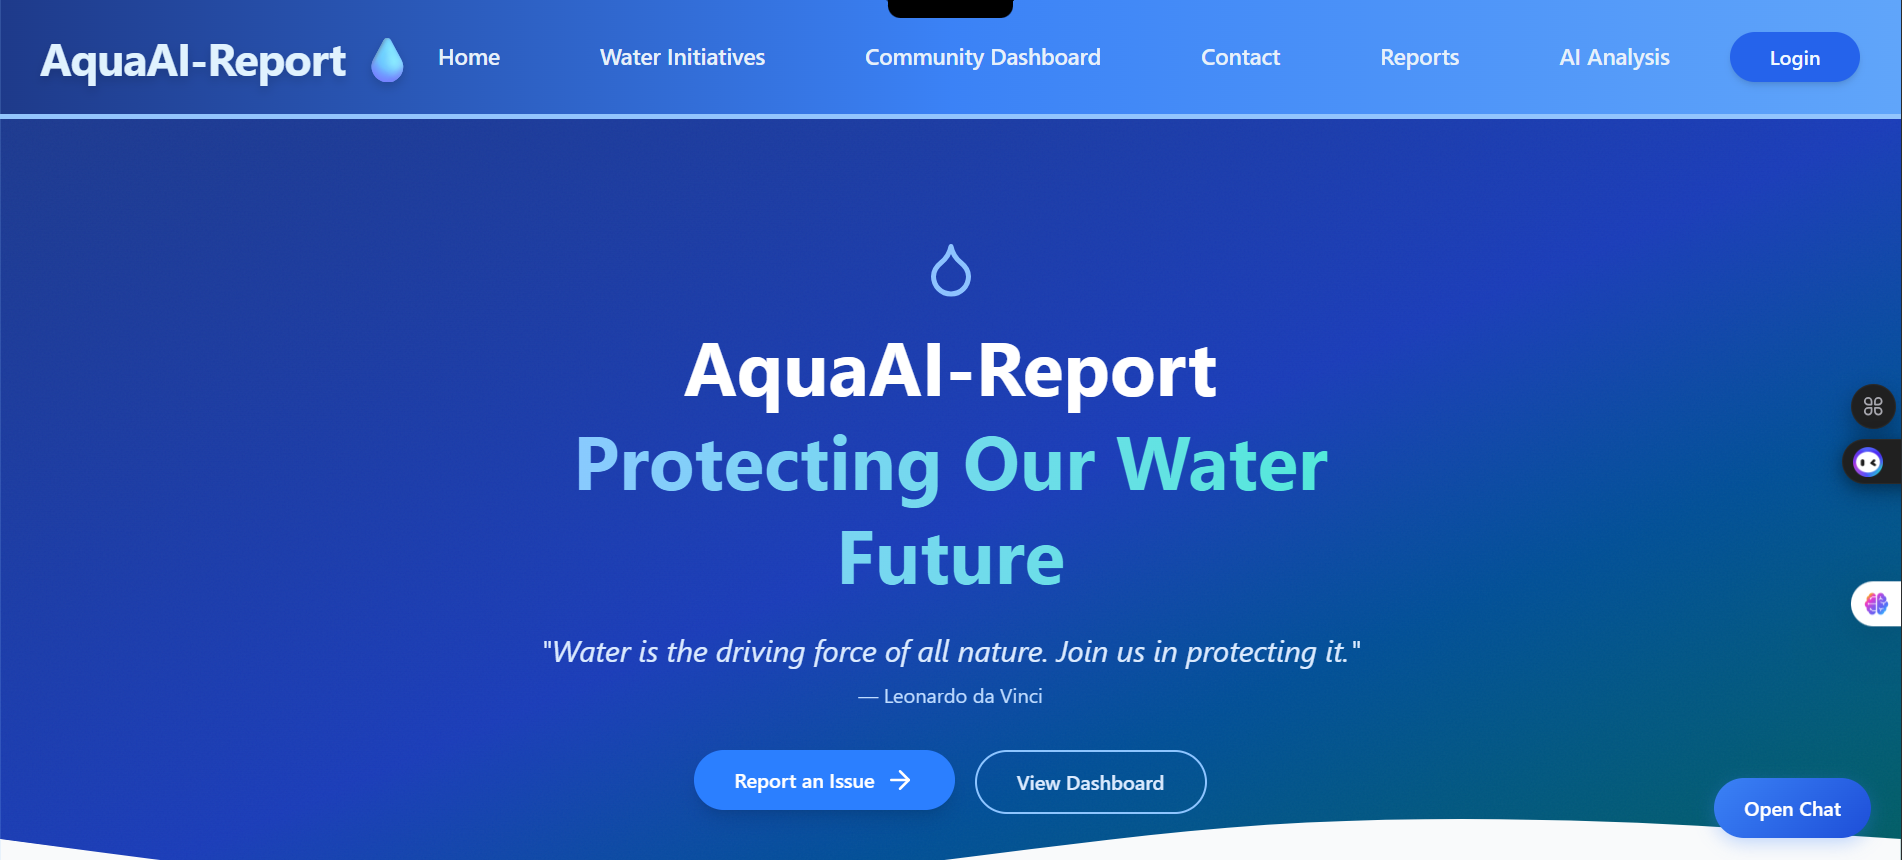 AquaAI-Report
Home
Water Initiatives
Community Dashboard
Contact
Reports
AI Analysis
Login
AquaAI-Report
Protecting Our Water
Future
"Water is the driving force of all nature. Join us in protecting it."
— Leonardo da Vinci
Report an Issue →
View Dashboard
Open Chat